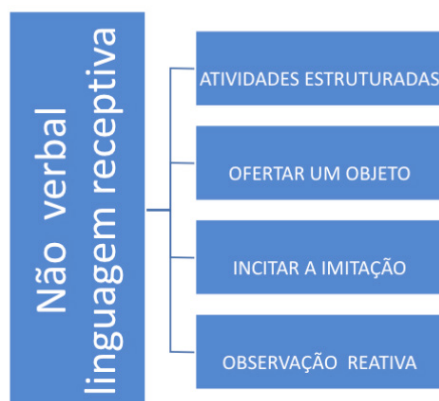 Não verbal
linguagem receptiva
ATIVIDADES ESTRUTURADAS
OFERTAR UM OBJETO
INCITAR A IMITAÇÃO
OBSERVAÇÃO REATIVA